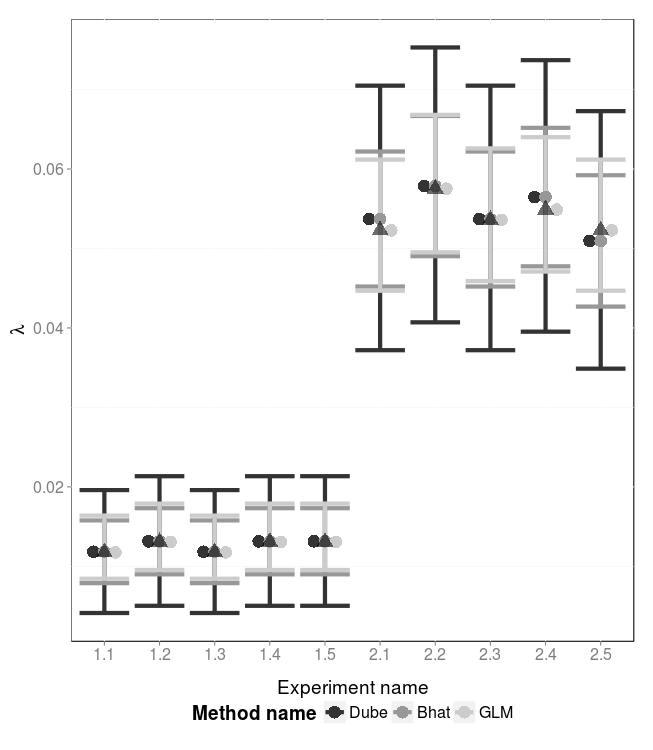 0.06
λ 0.04
0.02
1.1 1.2 1.3 1.4 1.5 2.1 2.2 2.3 2.4 2.5
Experiment name
Method name Dube Bhat GLM